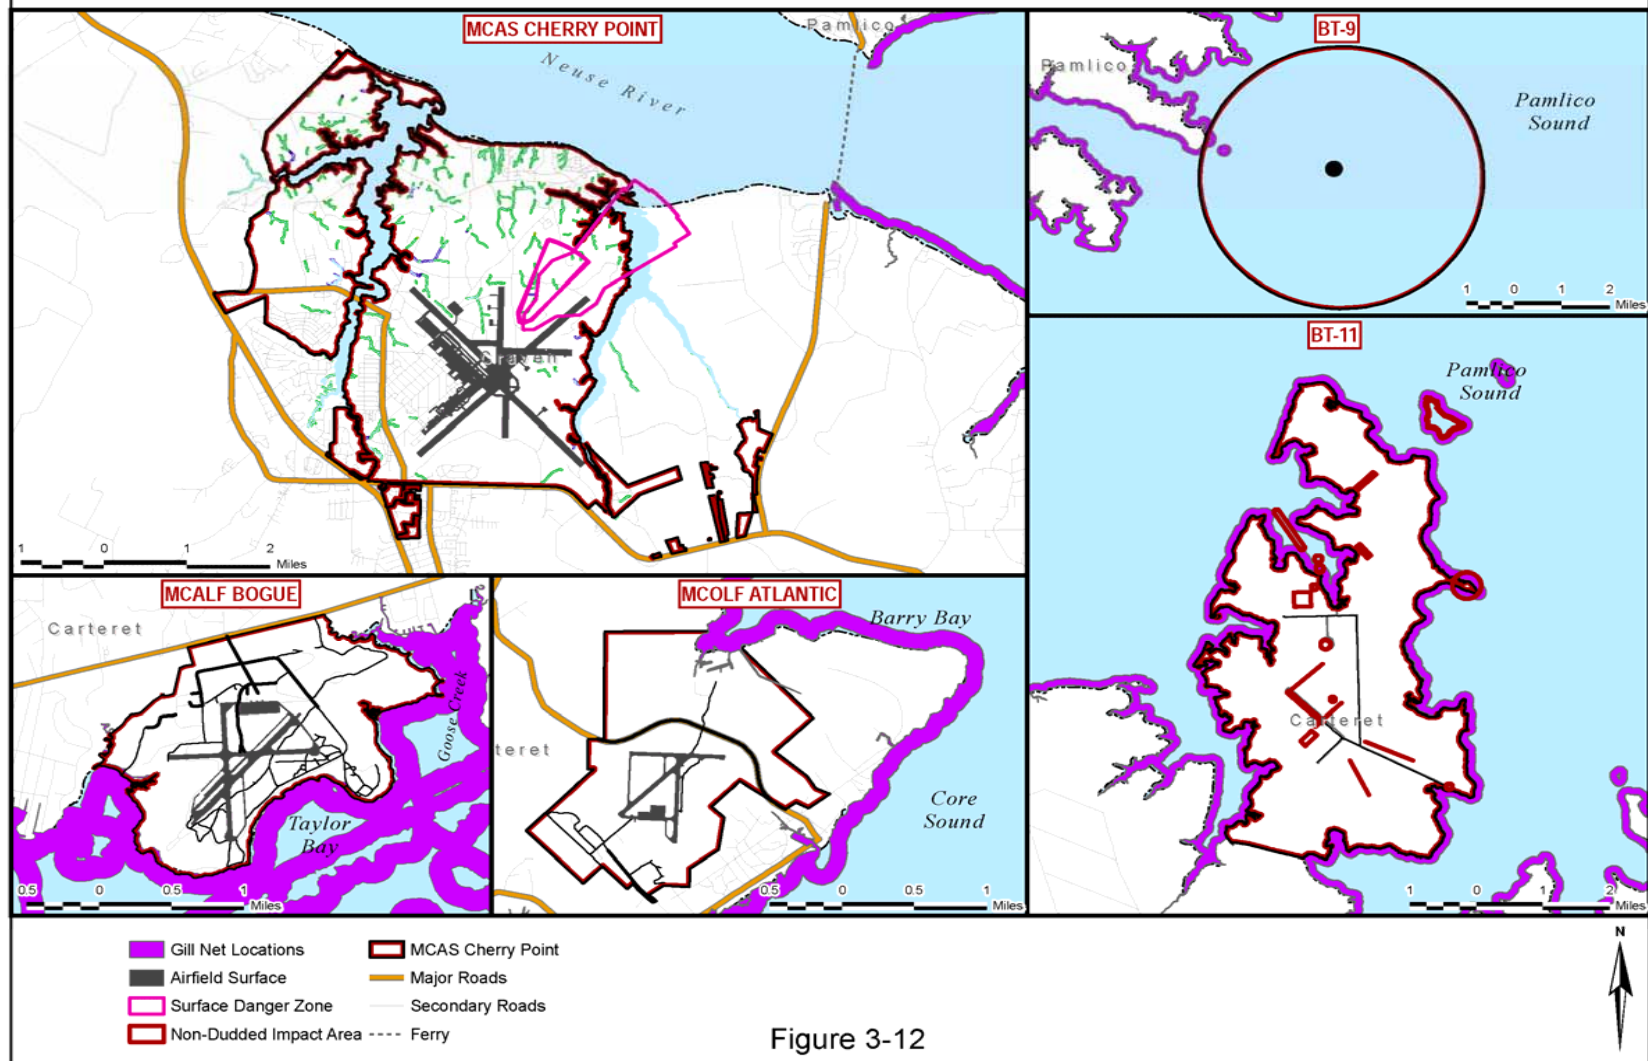 MCAS CHERRY POINT
Pamlico
Neuse River
Craven
1 0 1 2
Miles
BT-9
Pamlico
Pamlico
Sound
1 0 1 2
Miles
BT-11
Pamlico
Sound
Carteret
1 0 1 2
Miles
MCALF BOGUE
Carteret
Goose Creek
Taylor
Bay
0.5 0 0.5 1
Miles
MCOLF ATLANTIC
Barry Bay
teret
Core
Sound
0.5 0 0.5 1
Miles
Gill Net Locations
Airfield Surface
Surface Danger Zone
Non-Dudded Impact Area
MCAS Cherry Point
Major Roads
Secondary Roads
Ferry
N
Figure 3-12